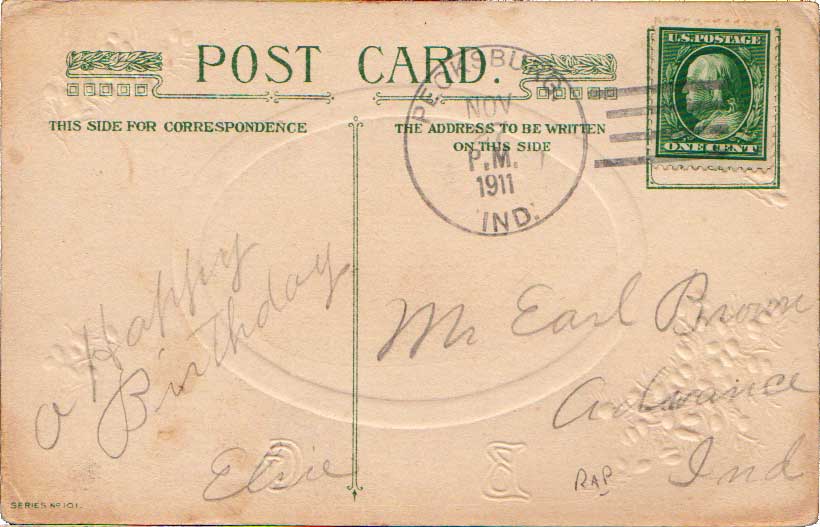 POST CARD.
THIS SIDE FOR CORRESPONDENCE
THE ADDRESS TO BE WRITTEN
ON THIS SIDE
PECKSBURG
NOV
P.M.
1911
IND.
U.S. POSTAGE
ONE CENT
a Happy
Birthday
Elsie
Mr Earl Brown
Advance
Ind
RAP
SERIES No 101.